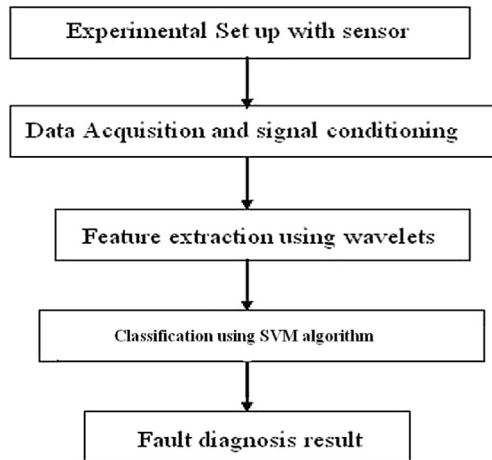 Experimental Set up with sensor
Data Acquisition and signal conditioning
Feature extraction using wavelets
Classification using SVM algorithm
Fault diagnosis result